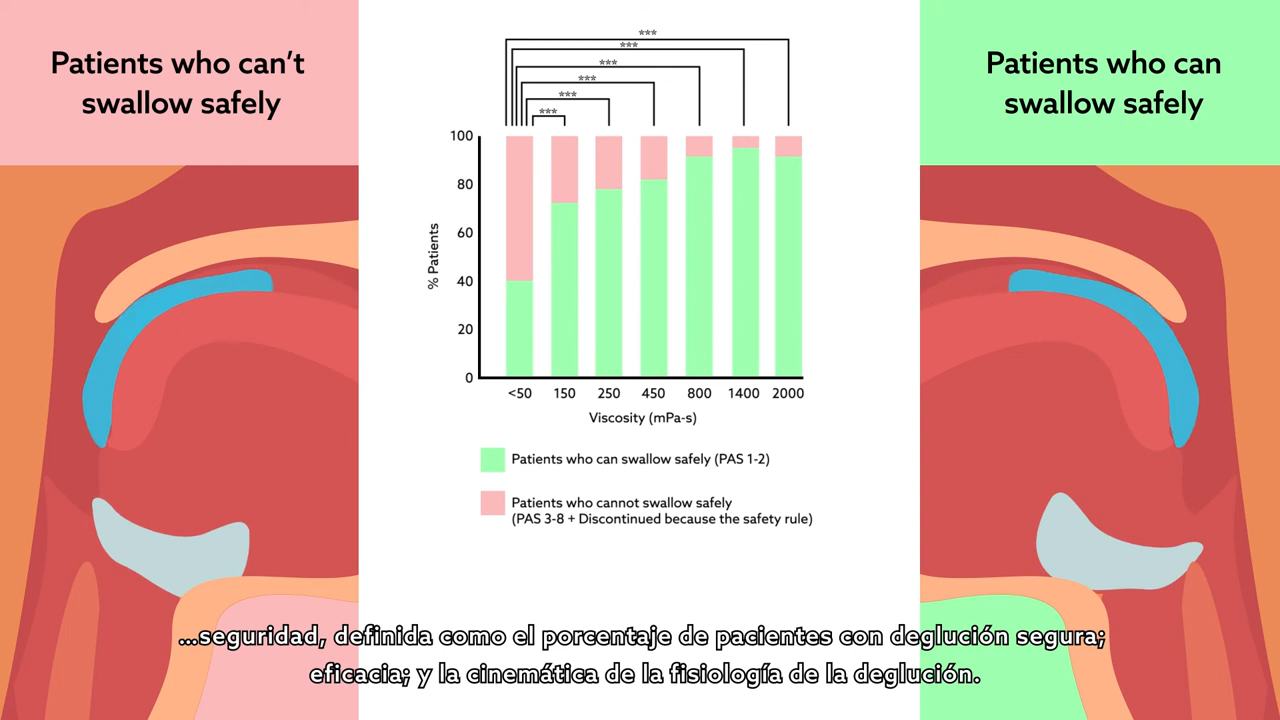 Patients who can’t
swallow safely
***
***
***
***
***
***
100
80
60
40
20
0
% Patients
<50 150 250 450 800 1400 2000
Viscosity (mPa-s)
Patients who can swallow safely (PAS 1-2)
Patients who cannot swallow safely
(PAS 3-8 + Discontinued because the safety rule)
Patients who can
swallow safely
...seguridad, definida como el porcentaje de pacientes con deglución segura;
eficacia; y la cinemática de la fisiología de la deglución.